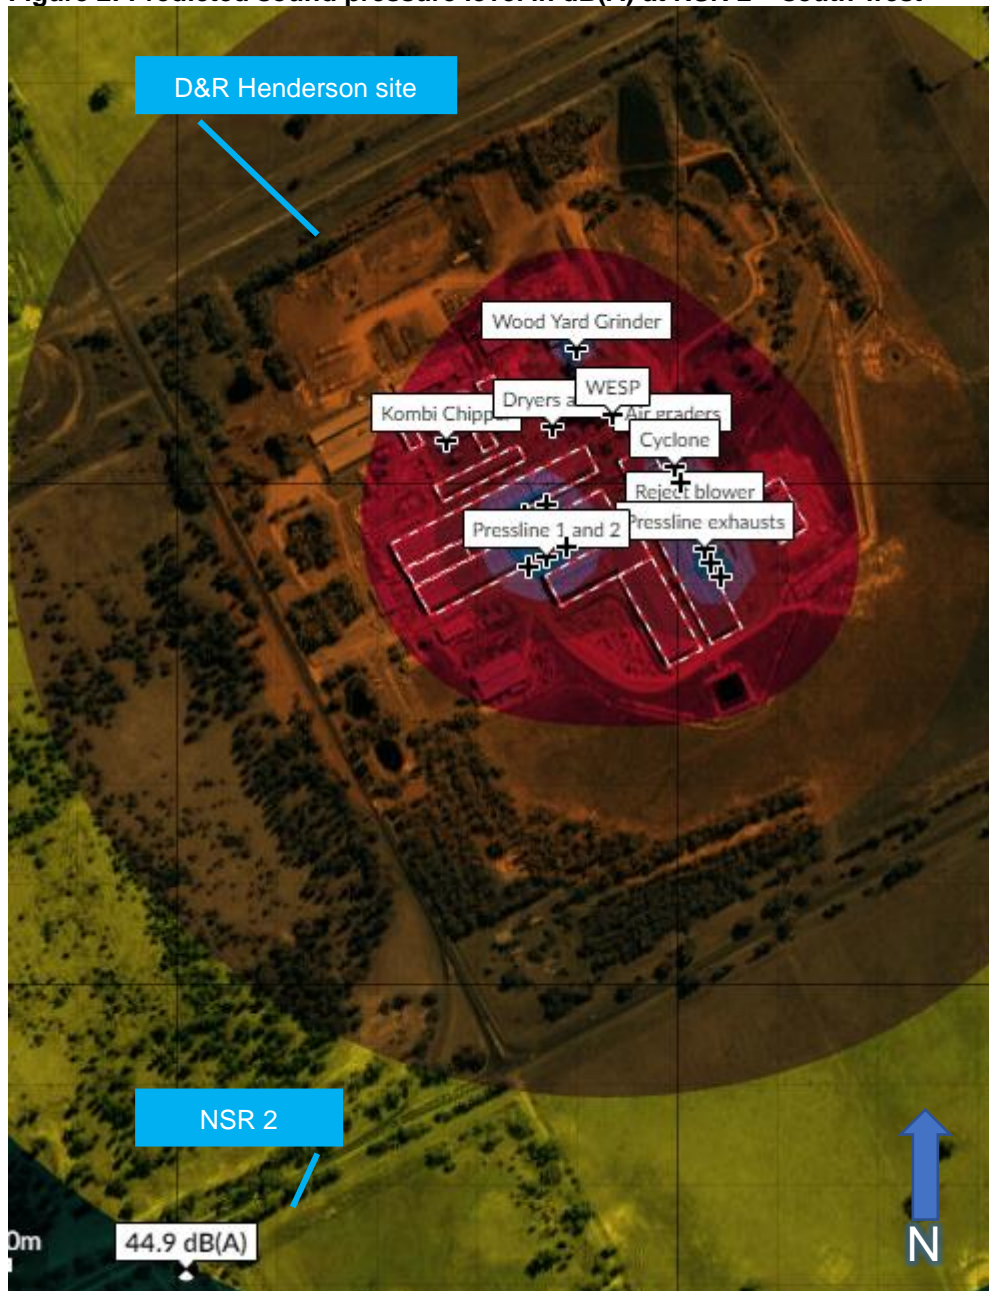 D&R Henderson site
Wood Yard Grinder
WESP
Dryers a
Kombi Chipp
Air graders
Cyclone
Reject blower
Pressline exhausts
Pressline 1 and 2
NSR 2
0m
44.9 dB(A)
N